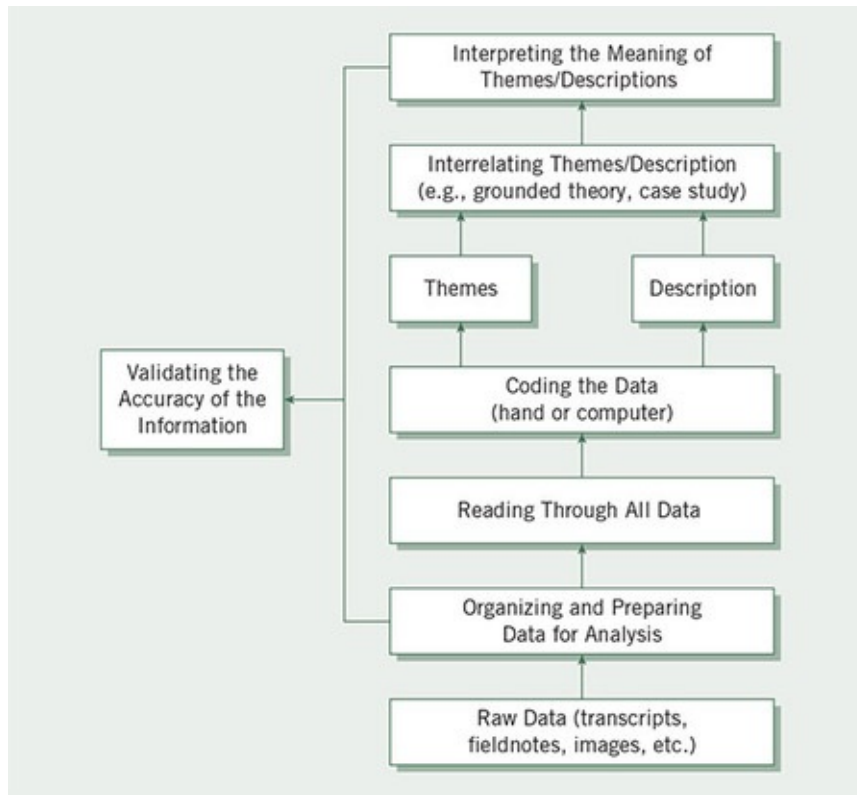 Interpreting the Meaning of
Themes/Descriptions
Interrelating Themes/Description
(e.g., grounded theory, case study)
Themes
Description
Validating the
Accuracy of the
Information
Coding the Data
(hand or computer)
Reading Through All Data
Organizing and Preparing
Data for Analysis
Raw Data (transcripts,
fieldnotes, images, etc.)